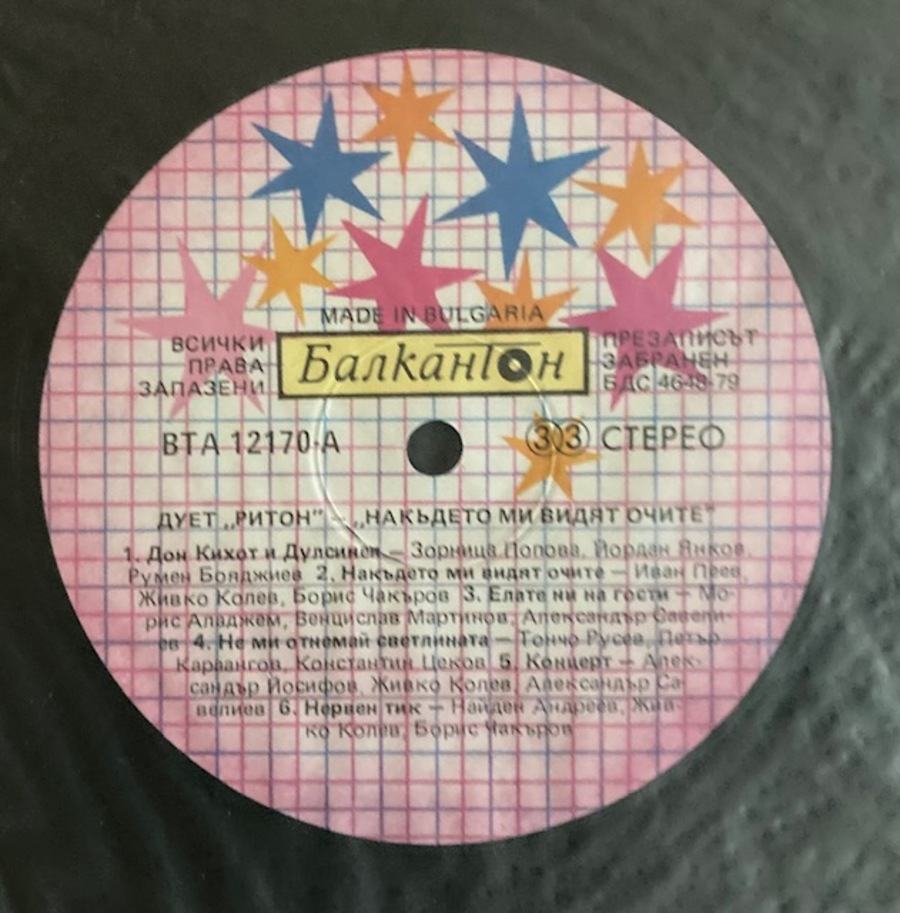 MADE IN BULGARIA
ВСИЧКИ
ПРАВА
ЗАПАЗЕНИ
Балкантон
ПРЕЗАПИСЪТ
ЗАБРАНЕН
БДС 4648-79
ВТА 12170-А
33 СТЕРЕО
ДУЕТ „РИТОН” – „НАКЪДЕТО МИ ВИДЯТ ОЧИТЕ”
1. Дон Кихот и Дулсинея – Зорница Попова, Йордан Янков,
Румен Бояджиев 2. Накъдето ми видят очите – Иван Пеев,
Живко Колев, Борис Чакъров 3. Елате ни на гости – Мо-
рис Аладжем, Венцислав Мартинов, Александър Савели-
ев 4. Не ми отнемай светлината – Тончо Русев, Петър
Караангов, Константин Цеков 5. Концерт – Алек-
сандър Йосифов, Живко Колев, Александър Са-
велиев 6. Нервен тик – Найден Андреев, Жив-
ко Колев, Борис Чакъров